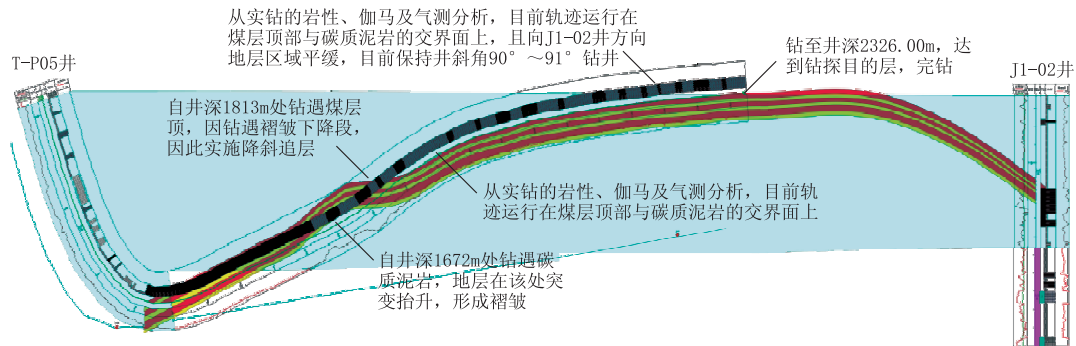 从实钻的岩性、伽马及气测分析，目前轨迹运行在
煤层顶部与碳质泥岩的交界面上，且向J1-02井方向
地层区域平缓，目前保持井斜角90°～91°钻井
钻至井深2326.00m，达
到钻探目的层，完钻
T-P05井
J1-02井
自井深1813m处钻遇煤层
顶，因钻遇褶皱下降段，
因此实施降斜追层
从实钻的岩性、伽马及气测分析，目前轨
迹运行在煤层顶部与碳质泥岩的交界面上
自井深1672m处钻遇碳
质泥岩，地层在该处突
变抬升，形成褶皱